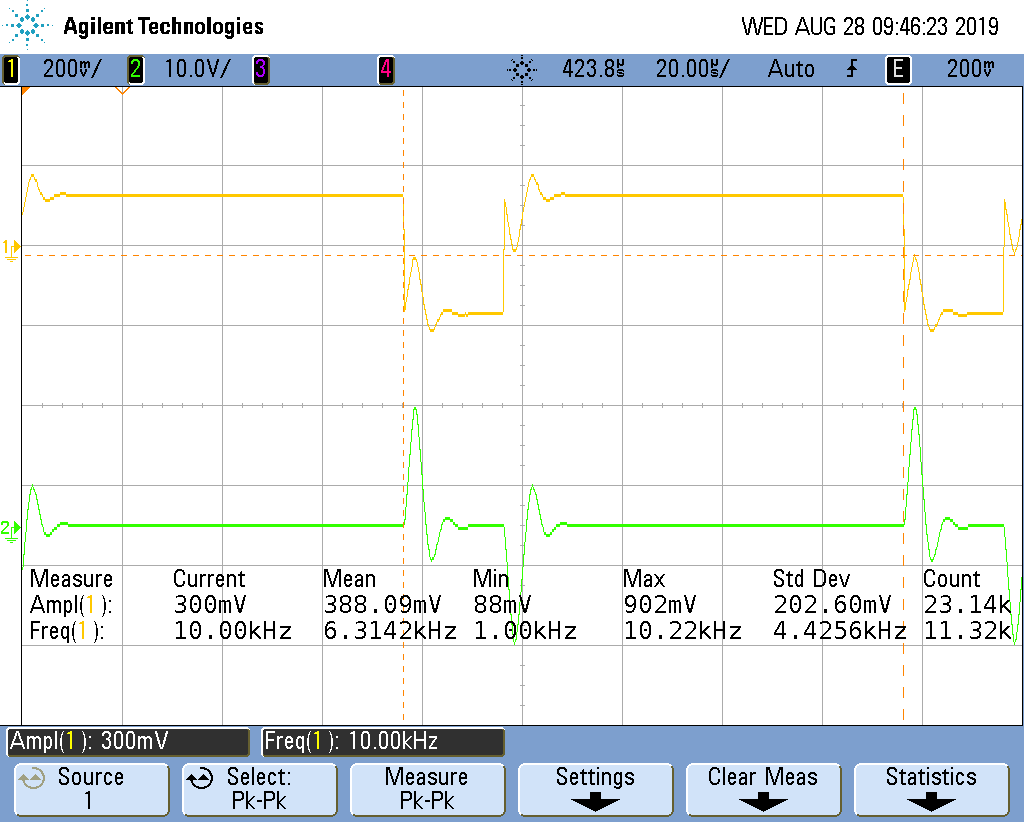 Agilent Technologies WED AUG 28 09:46:23 2019
1 200mV/ 2 10.0V/ 3 4 423.8µs 20.00µs/ Auto E 200mV
1
2
Measure Current Mean Min Max Std Dev Count
Ampl(1): 300mV 388.09mV 88mV 902mV 202.60mV 23.14k
Freq(1): 10.00kHz 6.3142kHz 1.00kHz 10.22kHz 4.4256kHz 11.32k
Ampl(1): 300mV Freq(1): 10.00kHz
Source Select: Measure Settings Clear Meas Statistics
1 Pk-Pk Pk-Pk